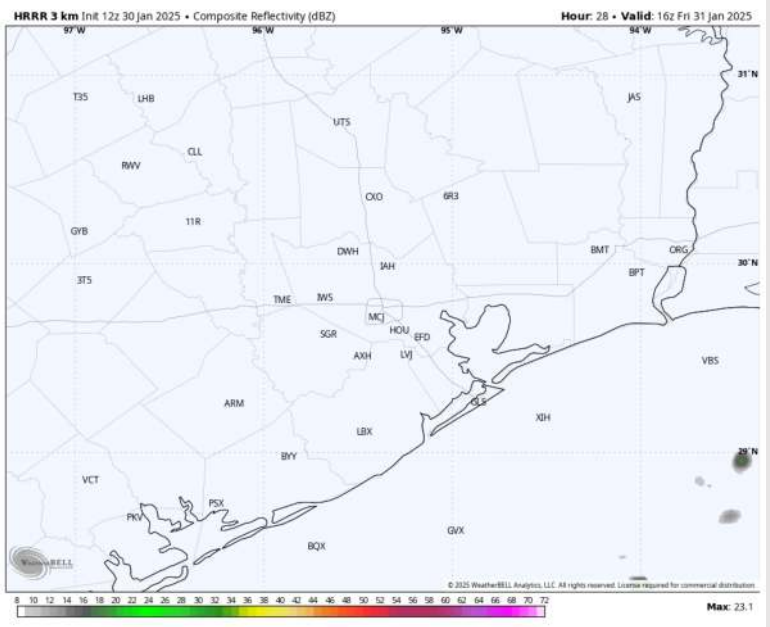 HRRR 3 km Init 12z 30 Jan 2025 • Composite Reflectivity (dBZ) Hour: 28 • Valid: 16z Fri 31 Jan 2025
97°W 96°W 95°W 94°W
31°N
T35 LHB JAS
UTS
CLL
RWV
CXO 6R3
11R
GYB
DWH BMT ORG
IAH 30°N
3T5 BPT
TME IWS
MCJ
SGR HOU EFD
AXH LVJ VBS
ARM GLS
LBX XIH
BYY 29°N
VCT
PSX
PKV
GVX
BQX
WeatherBELL
© 2025 WeatherBELL Analytics, LLC. All rights reserved. License required for commercial distribution.
8 10 12 14 16 18 20 22 24 26 28 30 32 34 36 38 40 42 44 46 48 50 52 54 56 58 60 62 64 66 68 70 72
Max: 23.1